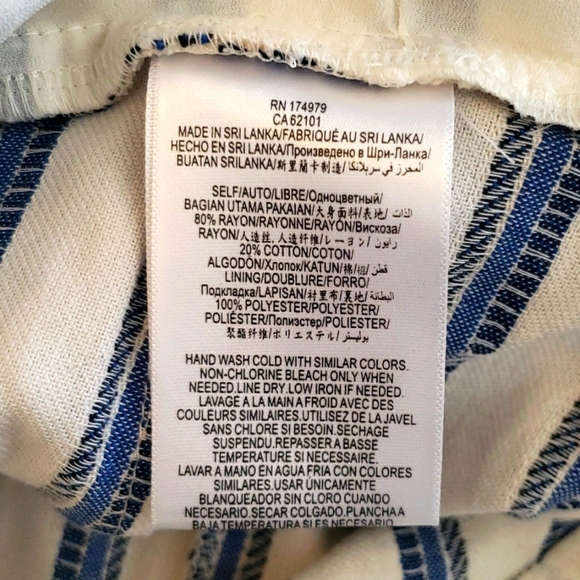 RN 174979
CA 62101
MADE IN SRI LANKA/FABRIQUÉ AU SRI LANKA/
HECHO EN SRI LANKA/Произведено в Шри-Ланка/
BUATAN SRILANKA/斯里蘭卡制造/المحرز في سريلانكا
SELF/AUTO/LIBRE/Одноцветный/
BAGIAN UTAMA PAKAIAN/大身面料/表地/الذات
80% RAYON/RAYONNE/RAYÓN/Вискоза/
RAYON/人造丝,人造纤维/レーヨン/رايون
20% COTTON/COTON/
ALGODÓN/Хлопок/KATUN/棉/綿/قطن
LINING/DOUBLURE/FORRO/
Подкладка/LAPISAN/衬里布/裏地/البطانة
100% POLYESTER/POLYESTER/
POLIÉSTER/Полиэстер/POLIESTER/
聚酯纤维/ポリエステル/بوليستر
HAND WASH COLD WITH SIMILAR COLORS.
NON-CHLORINE BLEACH ONLY WHEN
NEEDED.LINE DRY.LOW IRON IF NEEDED.
LAVAGE A LA MAIN A FROID AVEC DES
COULEURS SIMILAIRES.UTILISEZ DE LA JAVEL
SANS CHLORE SI BESOIN.SECHAGE
SUSPENDU.REPASSER A BASSE
TEMPERATURE SI NECESSAIRE.
LAVAR A MANO EN AGUA FRIA CON COLORES
SIMILARES.USAR ÚNICAMENTE
BLANQUEADOR SIN CLORO CUANDO
NECESARIO.SECAR COLGADO.PLANCHA A
BAJA TEMPERATURA SI ES NECESARIO